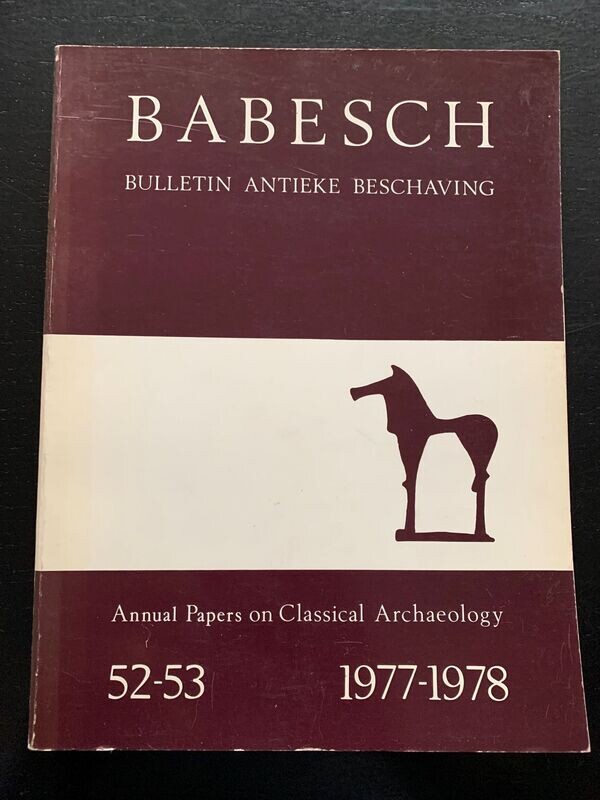 BABESCH
BULLETIN ANTIEKE BESCHAVING
Annual Papers on Classical Archaeology
52-53 1977-1978